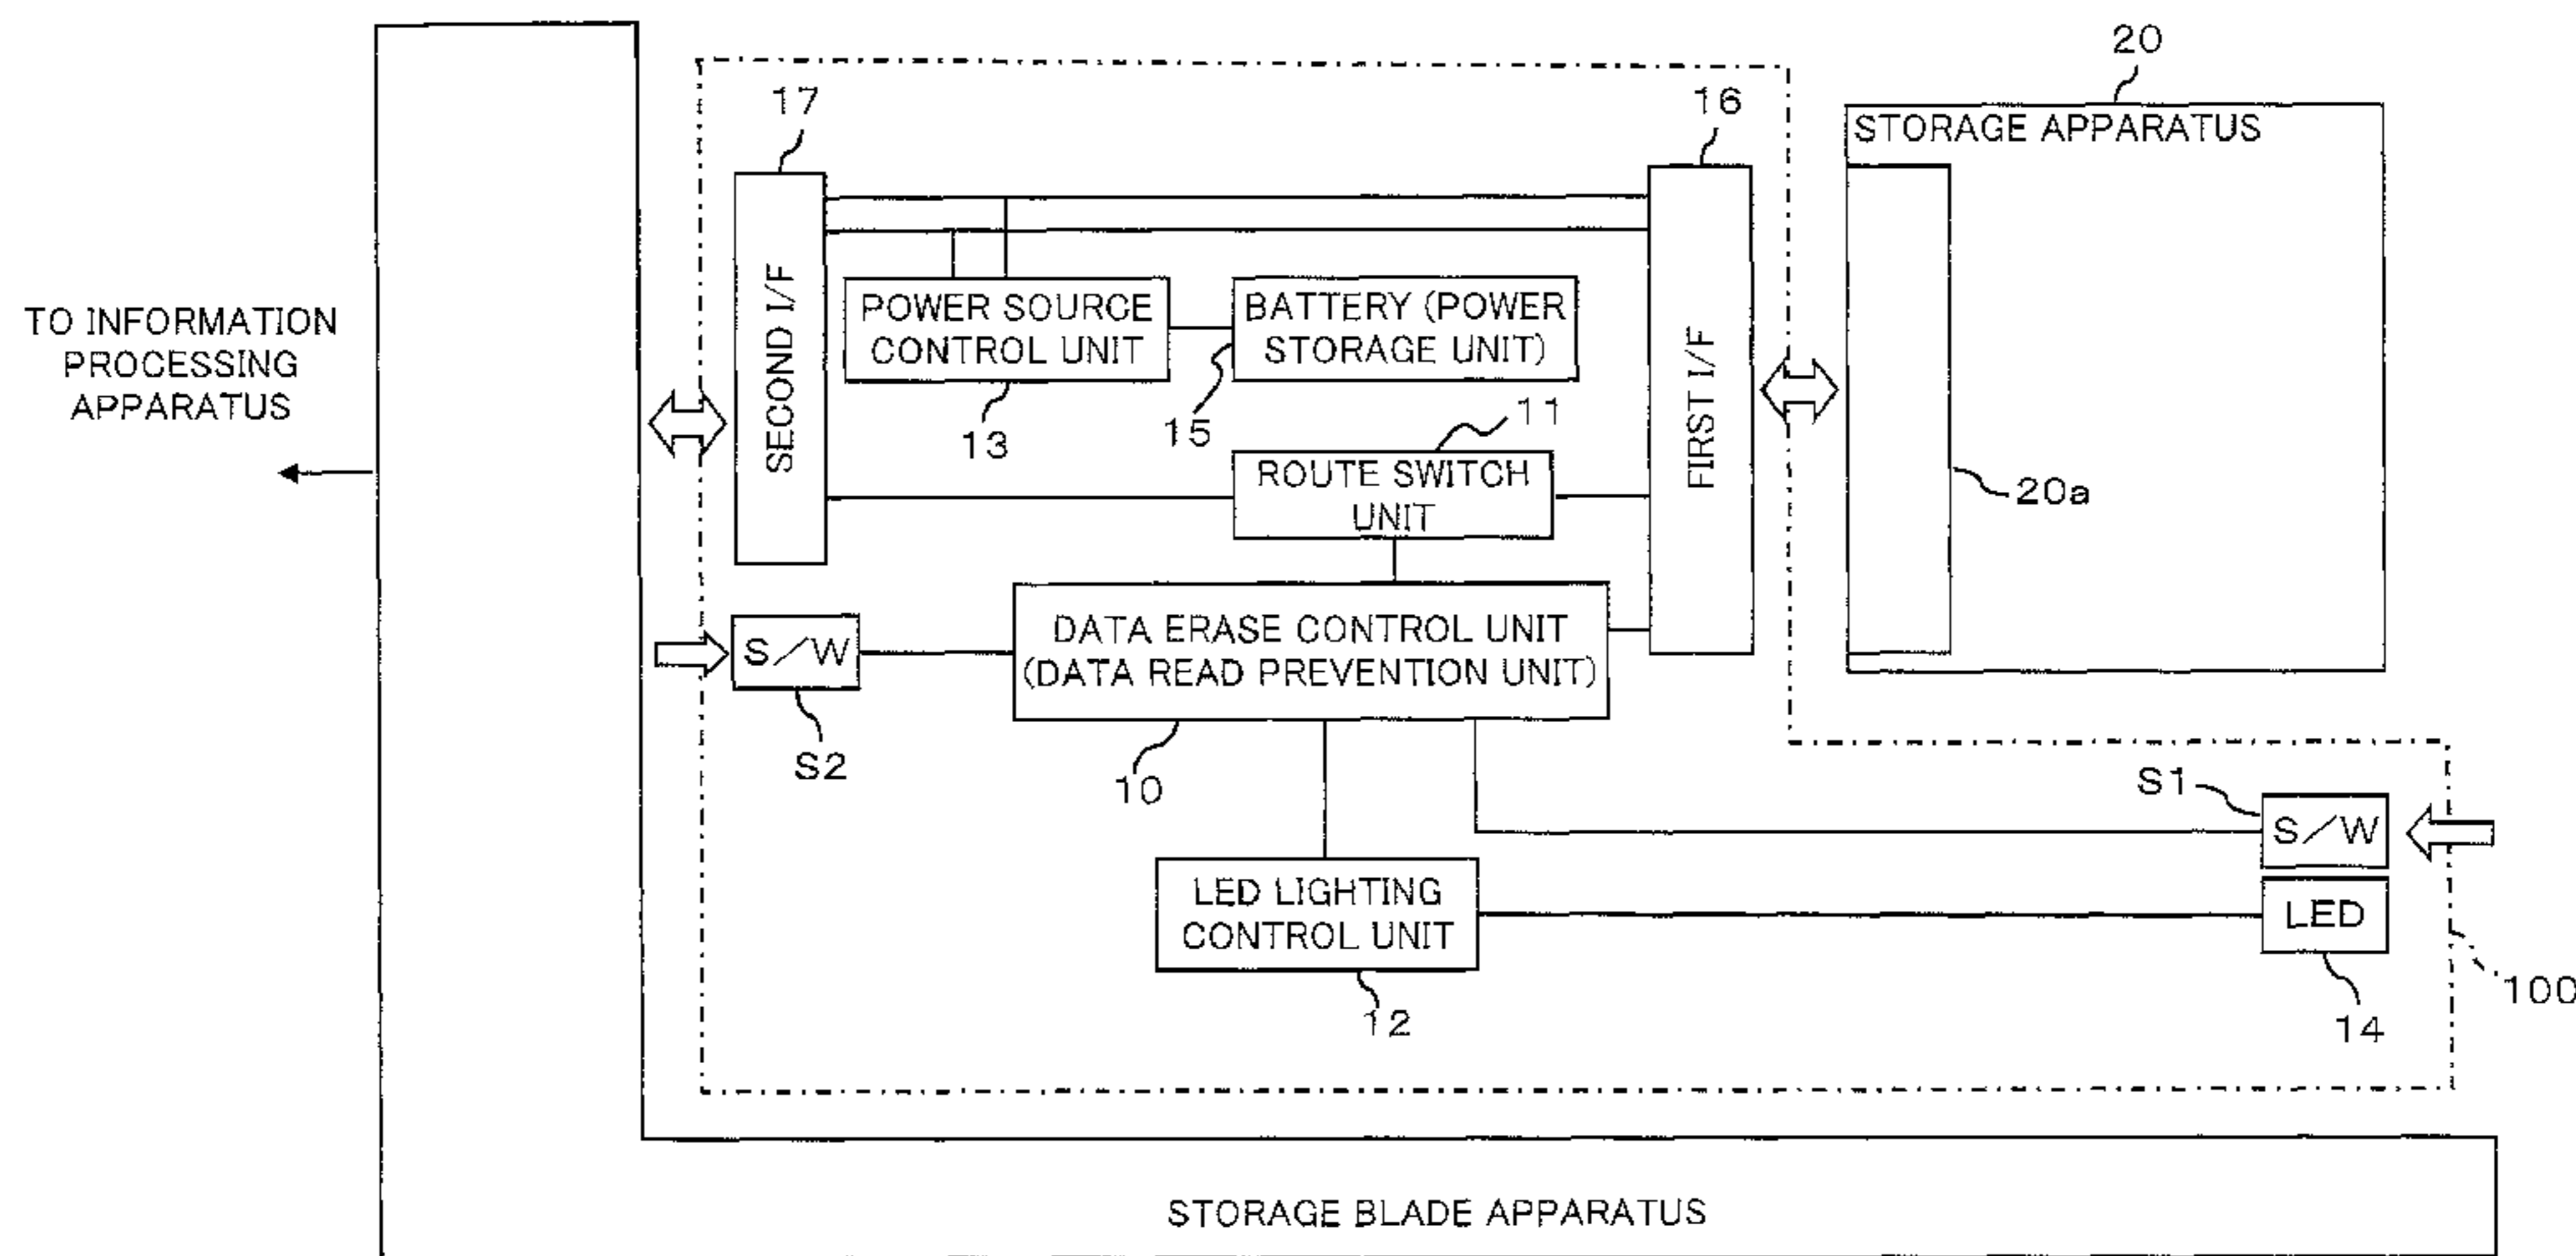 20
17
16
STORAGE APPARATUS
SECOND I/F
FIRST I/F
POWER SOURCE
CONTROL UNIT
BATTERY (POWER
STORAGE UNIT)
TO INFORMATION
PROCESSING
APPARATUS
13
15
11
ROUTE SWITCH
UNIT
20a
S/W
DATA ERASE CONTROL UNIT
(DATA READ PREVENTION UNIT)
S2
10
S1
S/W
LED LIGHTING
CONTROL UNIT
LED
100
12
14
STORAGE BLADE APPARATUS